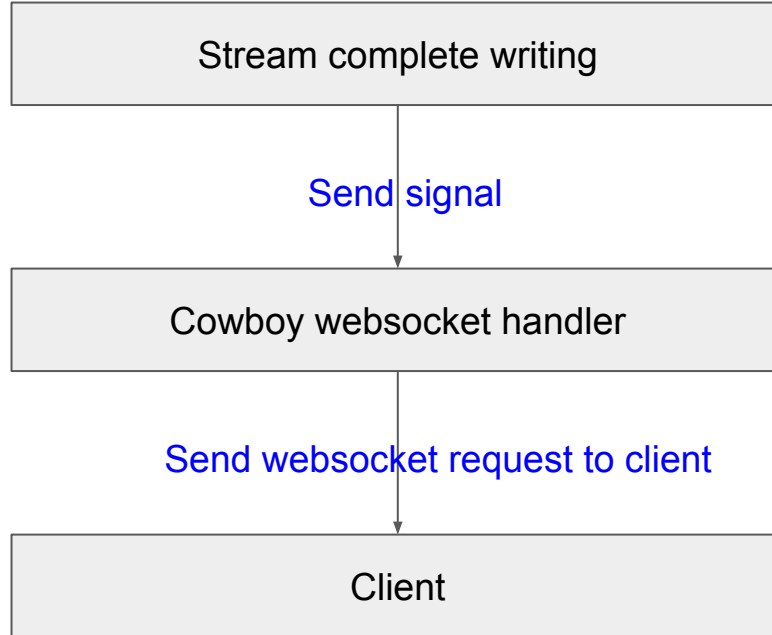 Stream complete writing
Send signal
Cowboy websocket handler
Send websocket request to client
Client